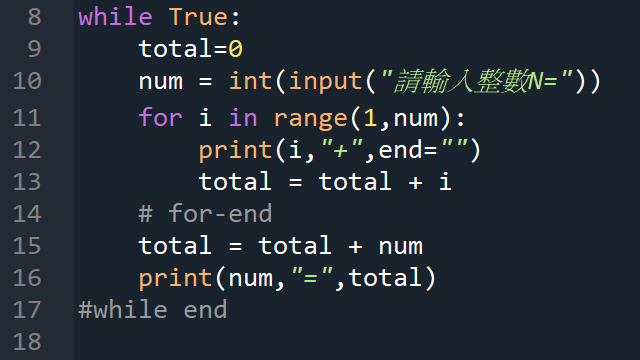 8 while True:
9     total=0
10     num = int(input("請輸入整數N="))
11     for i in range(1,num):
12         print(i,"+",end="")
13         total = total + i
14     # for-end
15     total = total + num
16     print(num,"=",total)
17 #while end
18